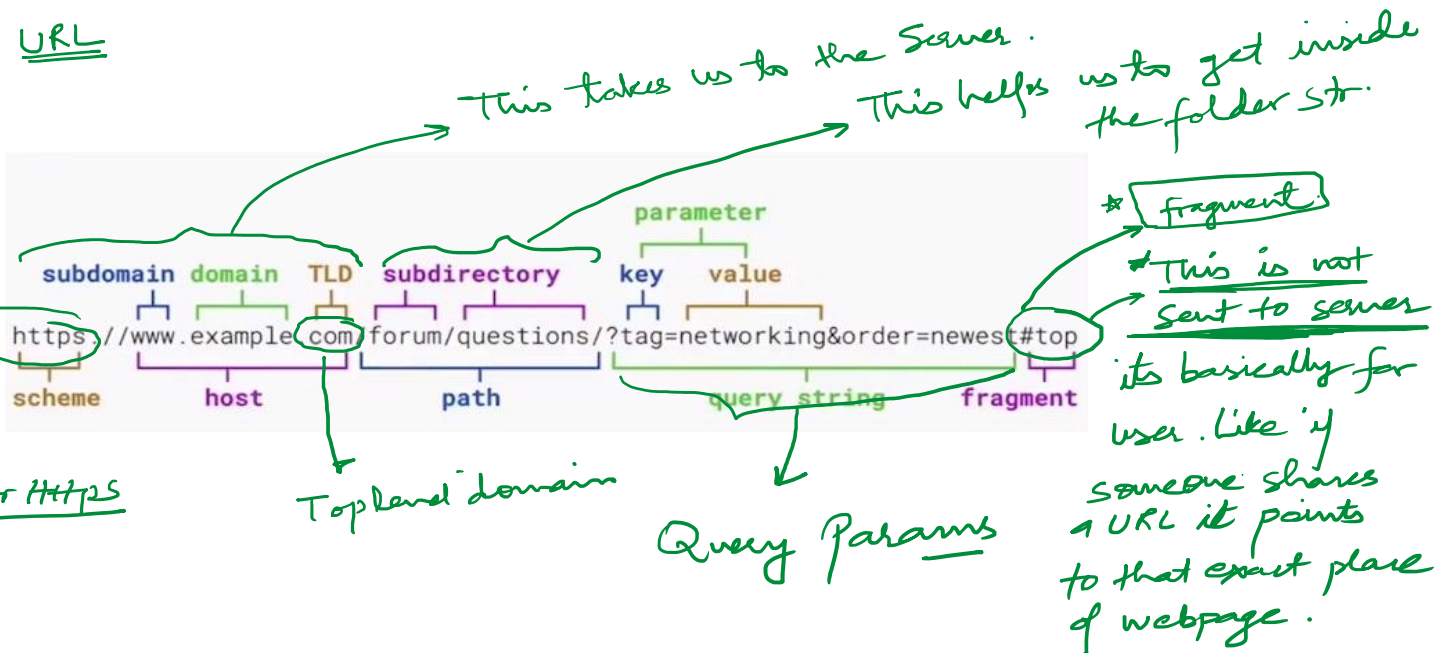 URL
This takes us to the Server.
This helps us to get inside
the folder str.
parameter
subdomain domain TLD subdirectory key value
https://www.example.com/forum/questions/?tag=networking&order=newest#top
scheme host path query string fragment
* fragment.
* This is not
sent to server
its basically for
user. Like if
someone shares
a URL it points
to that exact place
of webpage.
r HTTPS
Top domain
Query Params